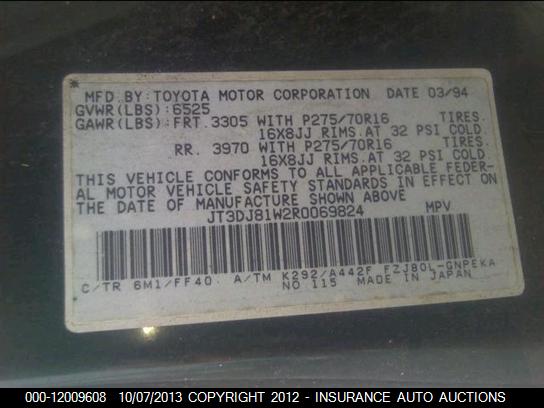 MFD. BY: TOYOTA MOTOR CORPORATION DATE 03/94
GVWR(LBS):6525
GAWR(LBS): FRT. 3305 WITH P275/70R16 TIRES.
16X8JJ RIMS.AT 32 PSI COLD.
RR. 3970 WITH P275/70R16 TIRES.
16X8JJ RIMS.AT 32 PSI COLD.
THIS VEHICLE CONFORMS TO ALL APPLICABLE FEDER-
AL MOTOR VEHICLE SAFETY STANDARDS IN EFFECT ON
THE DATE OF MANUFACTURE SHOWN ABOVE
JT3DJ81W2R0069824 MPV
C/TR 6M1/FF40 A/TM K292/A442F FZJ80L-GNPEKA
NO 115 MADE IN JAPAN
000-12009608 10/07/2013 COPYRIGHT 2012 - INSURANCE AUTO AUCTIONS